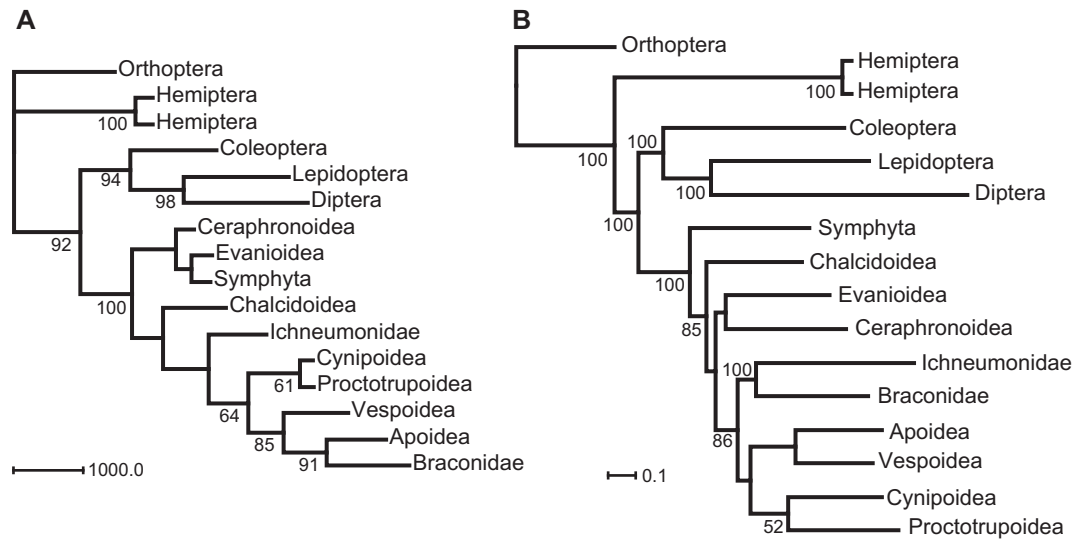 A
Orthoptera
Hemiptera
100
Hemiptera
Coleoptera
94
Lepidoptera
98
Diptera
92
Ceraphronoidea
Evanioidea
Symphyta
100
Chalcidoidea
Ichneumonidae
Cynipoidea
61
Proctotrupoidea
64
Vespoidea
85
Apoidea
91
Braconidae
1000.0
B
Orthoptera
Hemiptera
100
Hemiptera
Coleoptera
100
100
Lepidoptera
100
Diptera
100
Symphyta
100
Chalcidoidea
Evanioidea
85
Ceraphronoidea
Ichneumonidae
100
Braconidae
86
Apoidea
Vespoidea
Cynipoidea
52
Proctotrupoidea
0.1